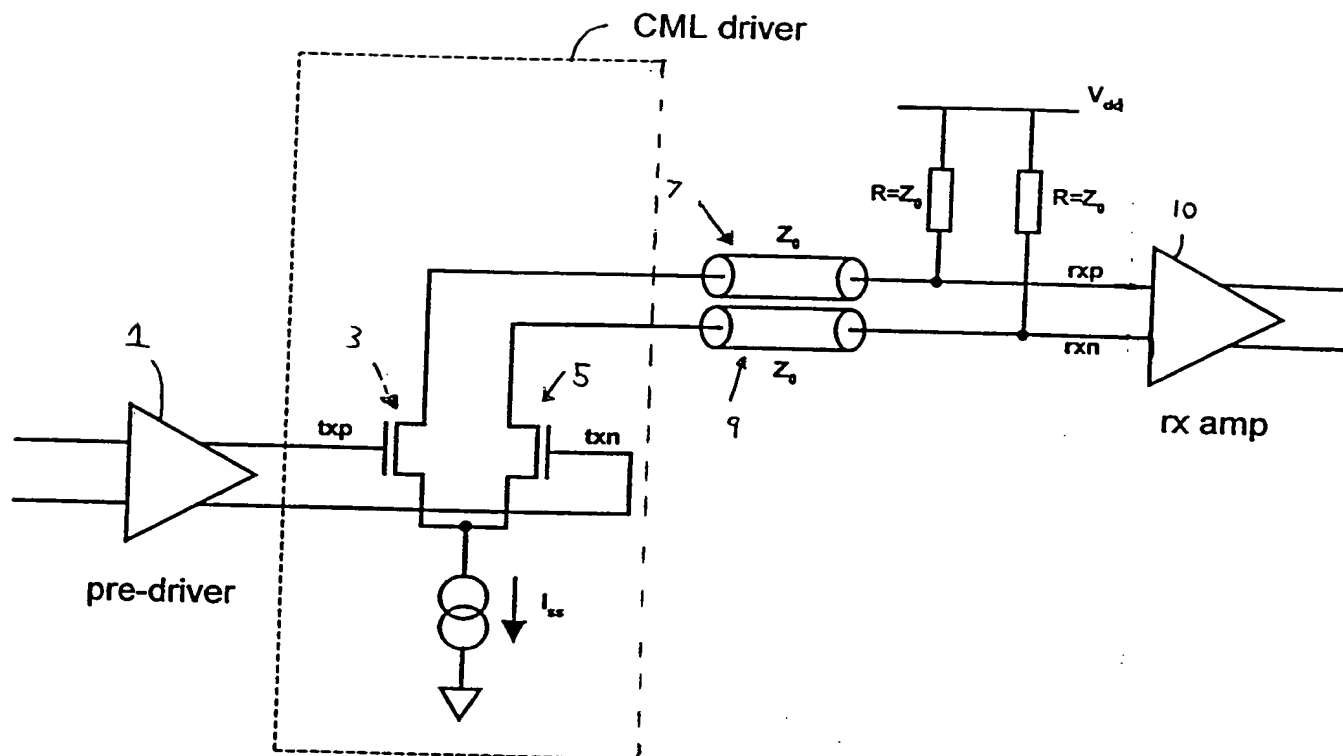 CML driver
V_dd
7
R=Z_0
R=Z_0
10
Z_0
rxp
1
3
5
rxn
Z_0
9
rx amp
txp
txn
pre-driver
I_ss